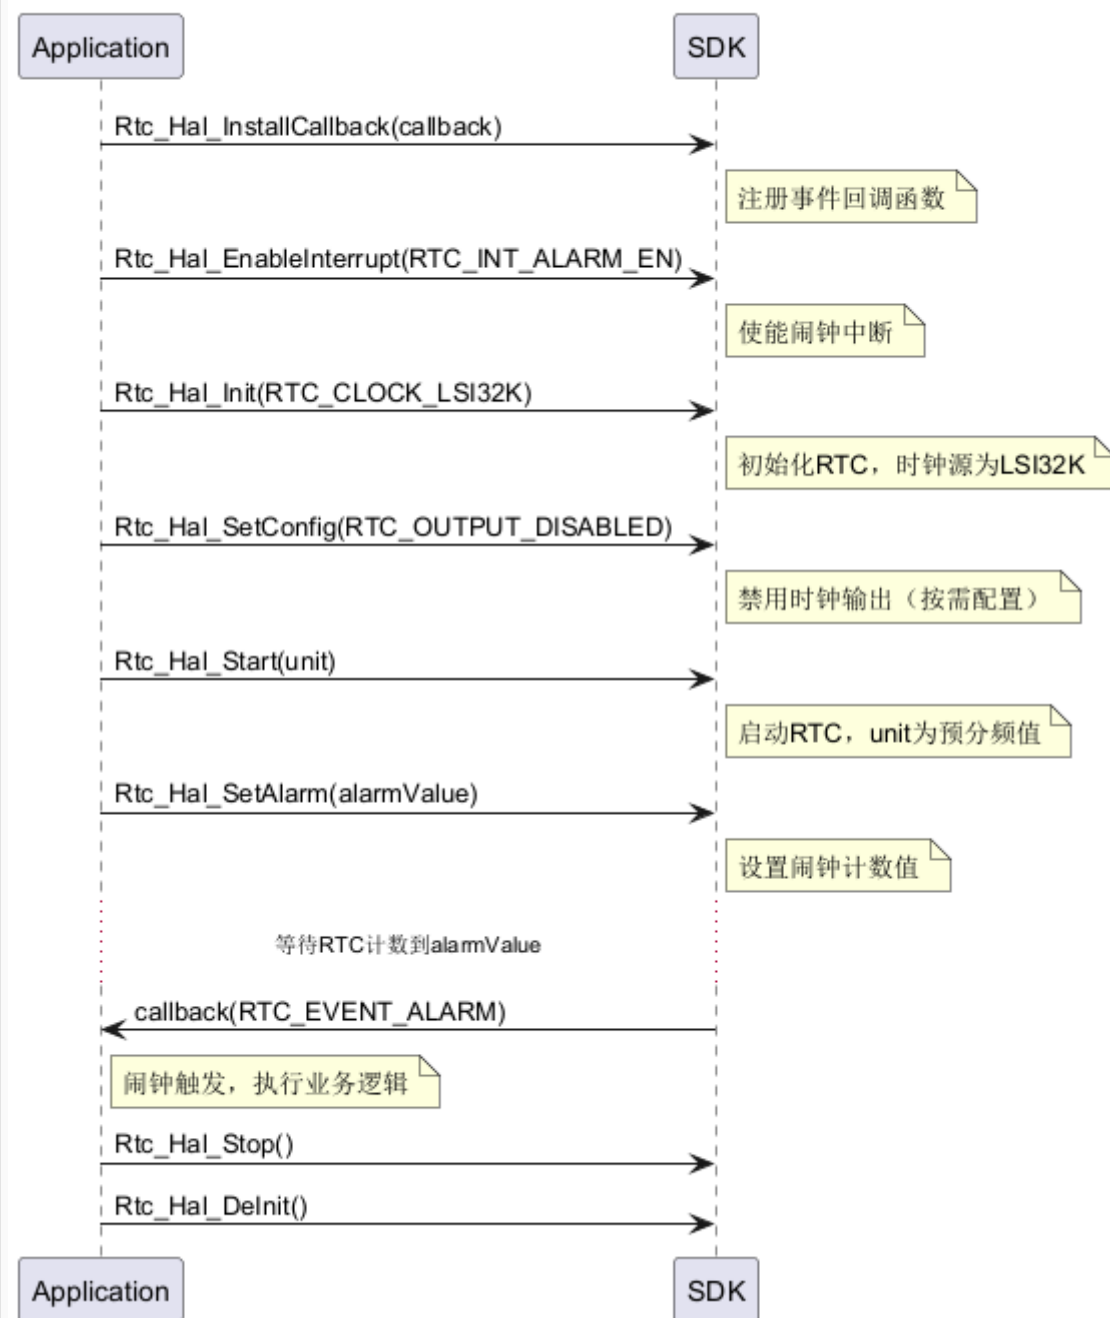 Application SDK
Rtc_Hal_InstallCallback(callback)
注册事件回调函数
Rtc_Hal_EnableInterrupt(RTC_INT_ALARM_EN)
使能闹钟中断
Rtc_Hal_Init(RTC_CLOCK_LSI32K)
初始化RTC，时钟源为LSI32K
Rtc_Hal_SetConfig(RTC_OUTPUT_DISABLED)
禁用时钟输出（按需配置）
Rtc_Hal_Start(unit)
启动RTC，unit为预分频值
Rtc_Hal_SetAlarm(alarmValue)
设置闹钟计数值
等待RTC计数到alarmValue
callback(RTC_EVENT_ALARM)
闹钟触发，执行业务逻辑
Rtc_Hal_Stop()
Rtc_Hal_DeInit()
Application SDK